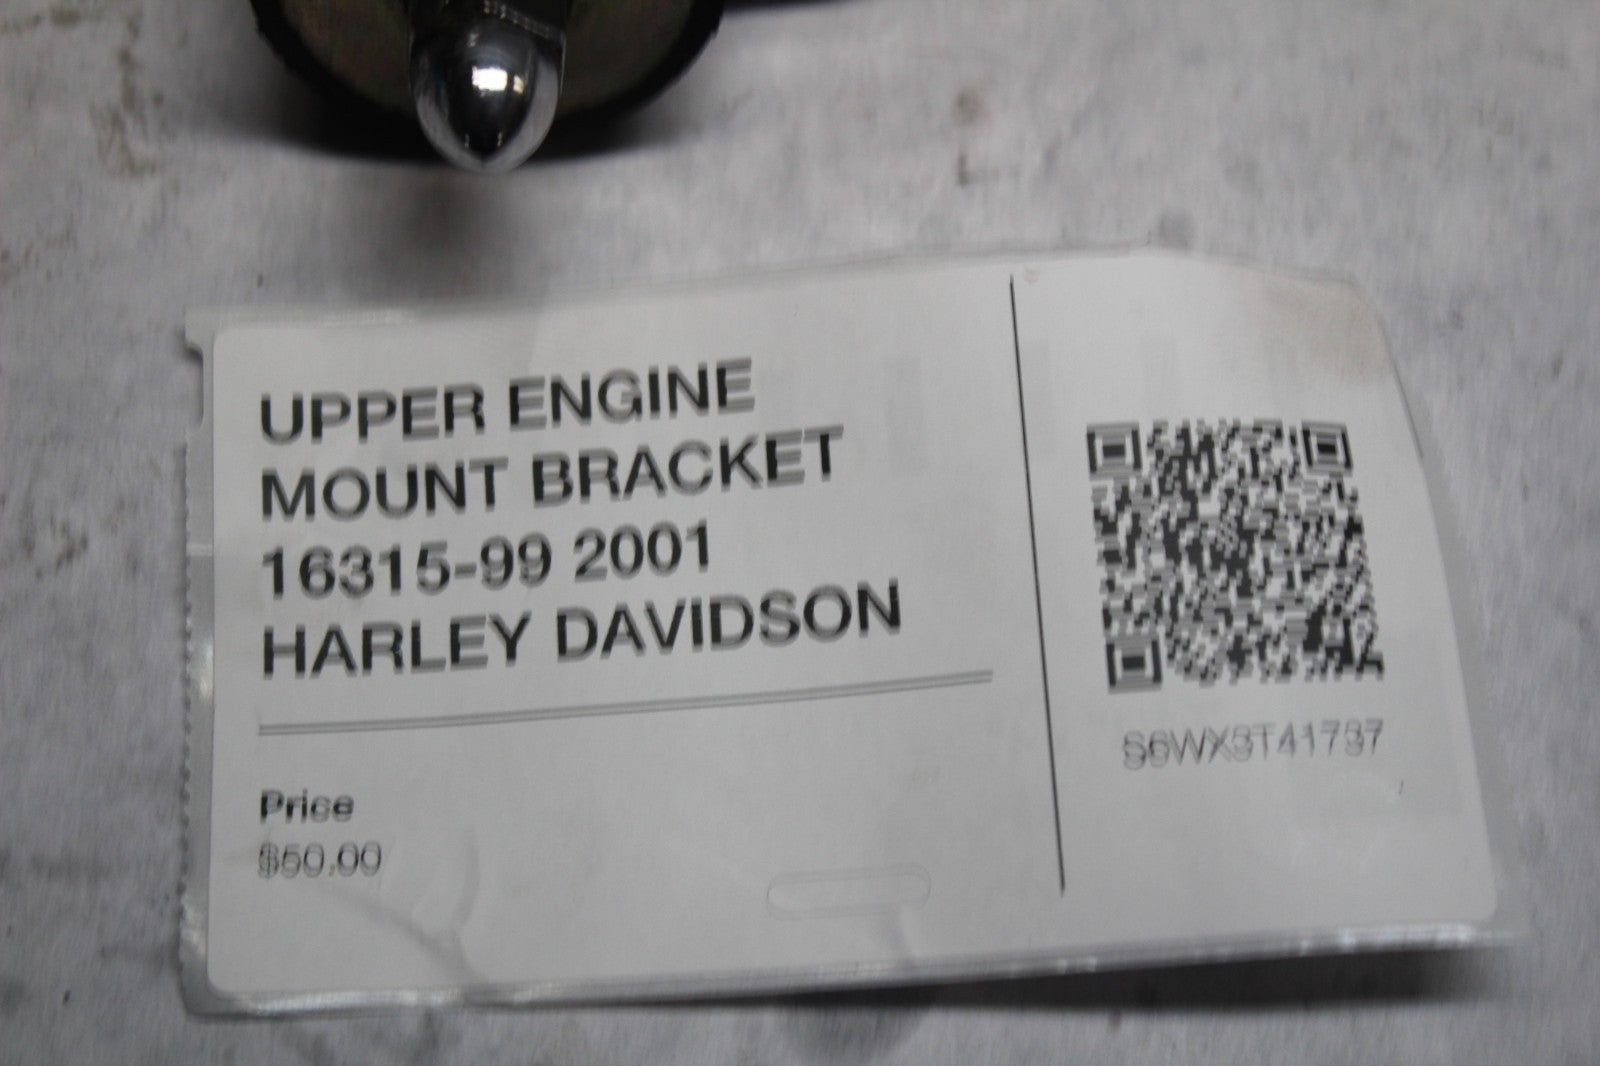 UPPER ENGINE
MOUNT BRACKET
16315-99 2001
HARLEY DAVIDSON
Price
$50.00
S6WX3T41737